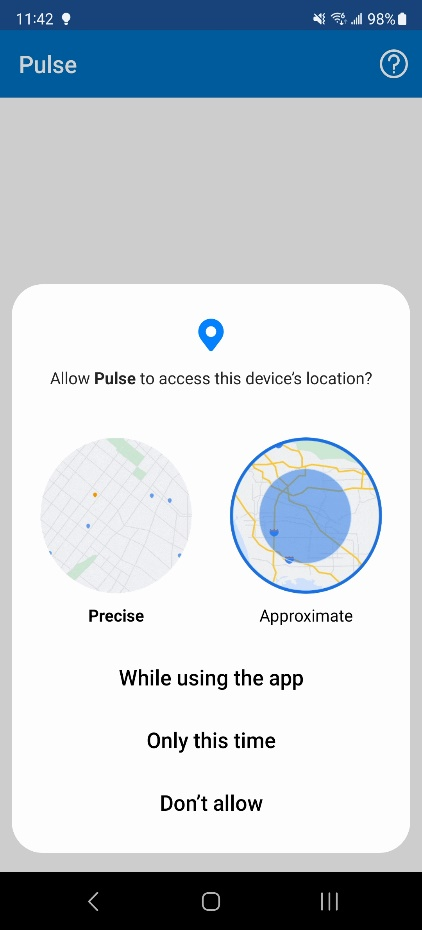 11:42 98%
Pulse
Allow Pulse to access this device's location?
Precise Approximate
While using the app
Only this time
Don't allow